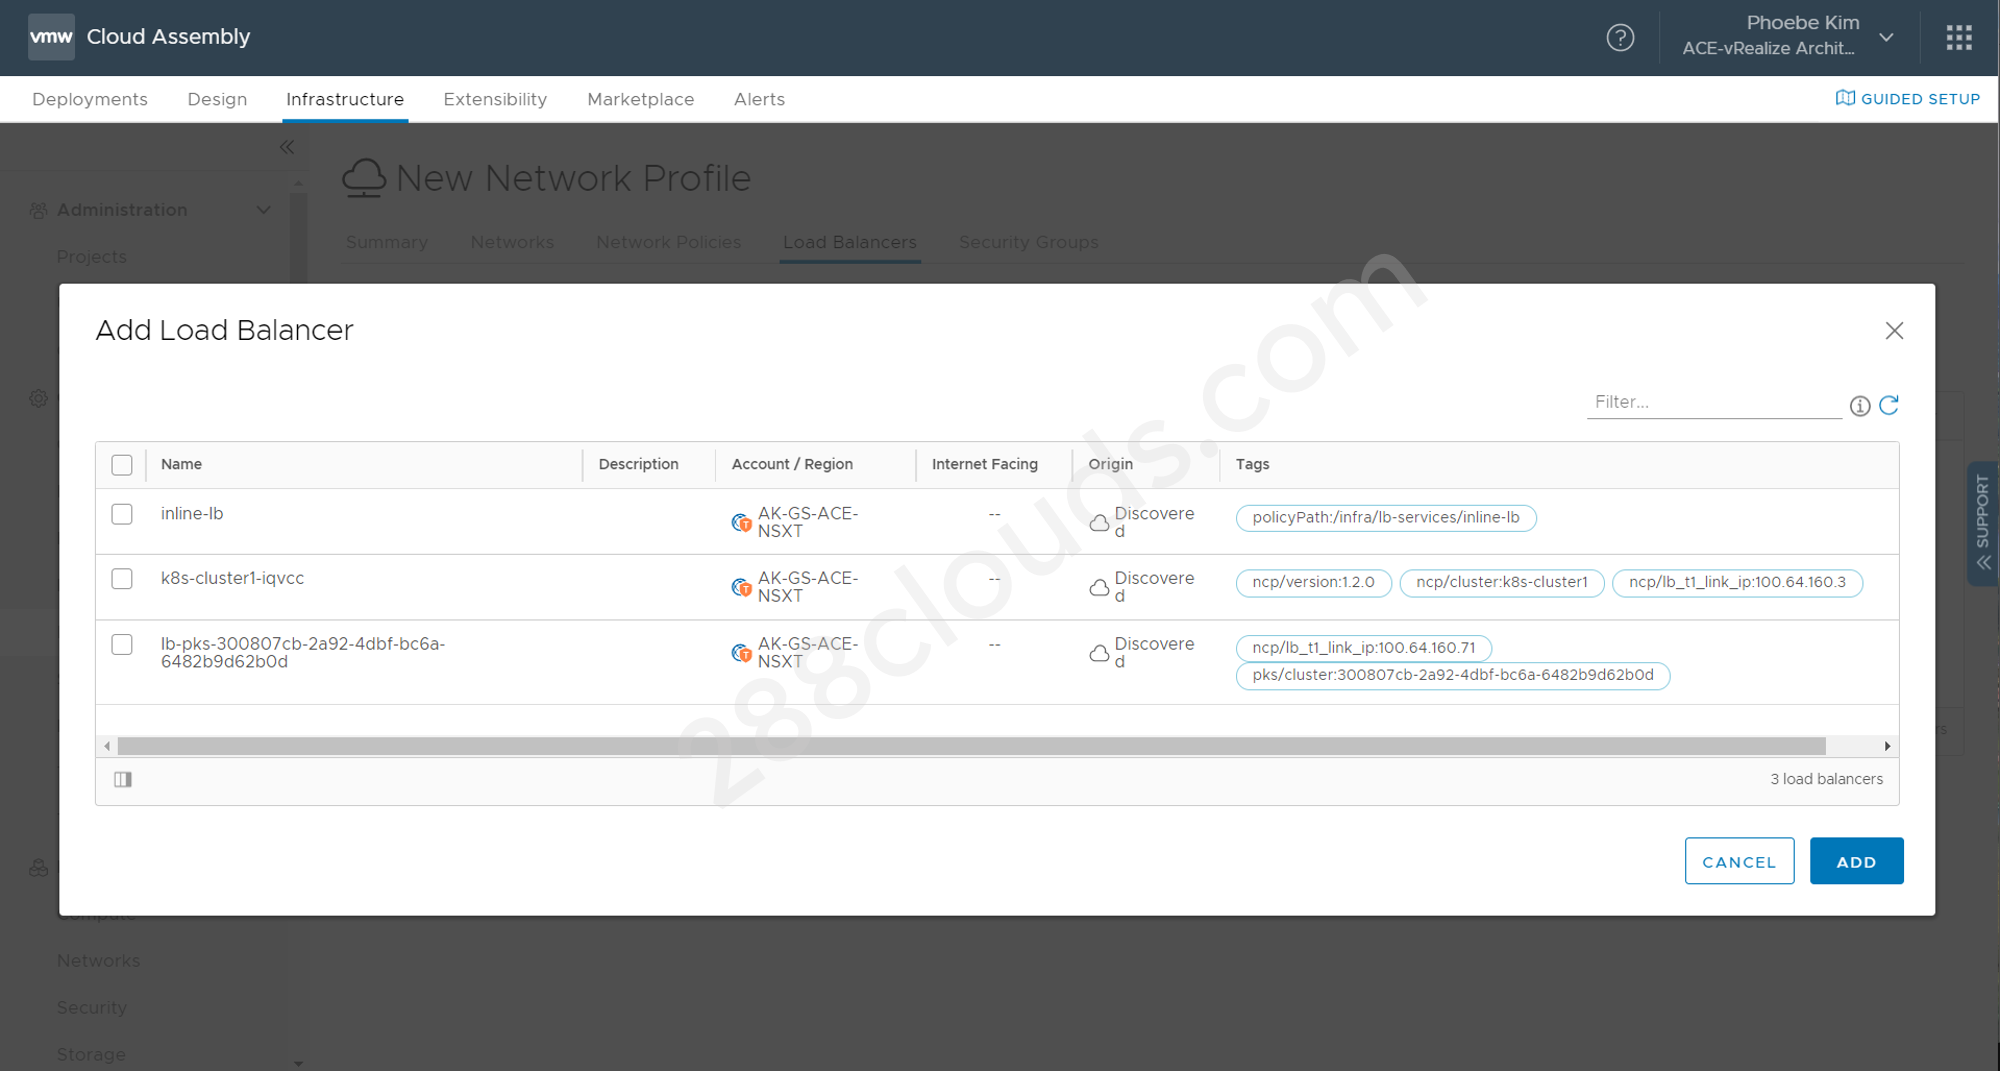 vmw Cloud Assembly
Phoebe Kim
ACE-vRealize Archit...
Deployments Design Infrastructure Extensibility Marketplace Alerts
GUIDED SETUP
New Network Profile
Administration
Projects
Summary Networks Network Policies Load Balancers Security Groups
Add Load Balancer
Filter...
Name Description Account / Region Internet Facing Origin Tags
inline-lb AK-GS-ACE- -- Discovere policyPath:/infra/lb-services/inline-lb
NSXT d
k8s-cluster1-iqvcc AK-GS-ACE- -- Discovere ncp/version:1.2.0 ncp/cluster:k8s-cluster1 ncp/lb_t1_link_ip:100.64.160.3
NSXT d
lb-pks-300807cb-2a92-4dbf-bc6a- AK-GS-ACE- -- Discovere ncp/lb_t1_link_ip:100.64.160.71
6482b9d62b0d NSXT d pks/cluster:300807cb-2a92-4dbf-bc6a-6482b9d62b0d
3 load balancers
CANCEL ADD
SUPPORT
Compute
Networks
Security
Storage
288clouds.com